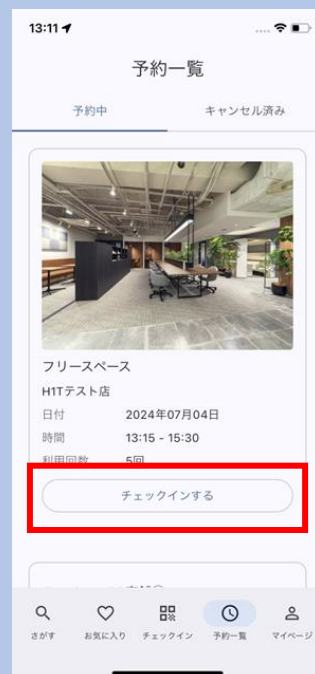 13:11
予約一覧
予約中 キャンセル済み
フリースペース
H1Tテスト店
日付 2024年07月04日
時間 13:15 - 15:30
利用回数 5回
チェックインする
さがす お気に入り チェックイン 予約一覧 マイページ